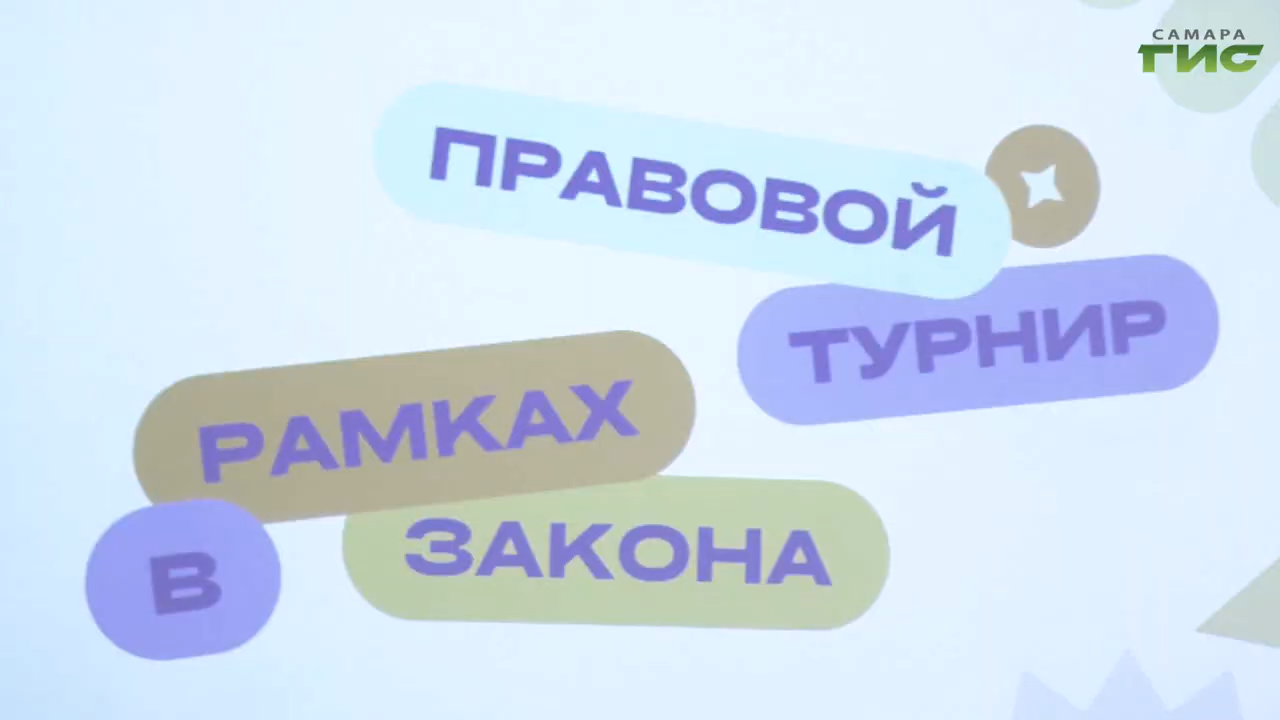 САМАРА
ГИС
ПРАВОВОЙ
ТУРНИР
В РАМКАХ
ЗАКОНА